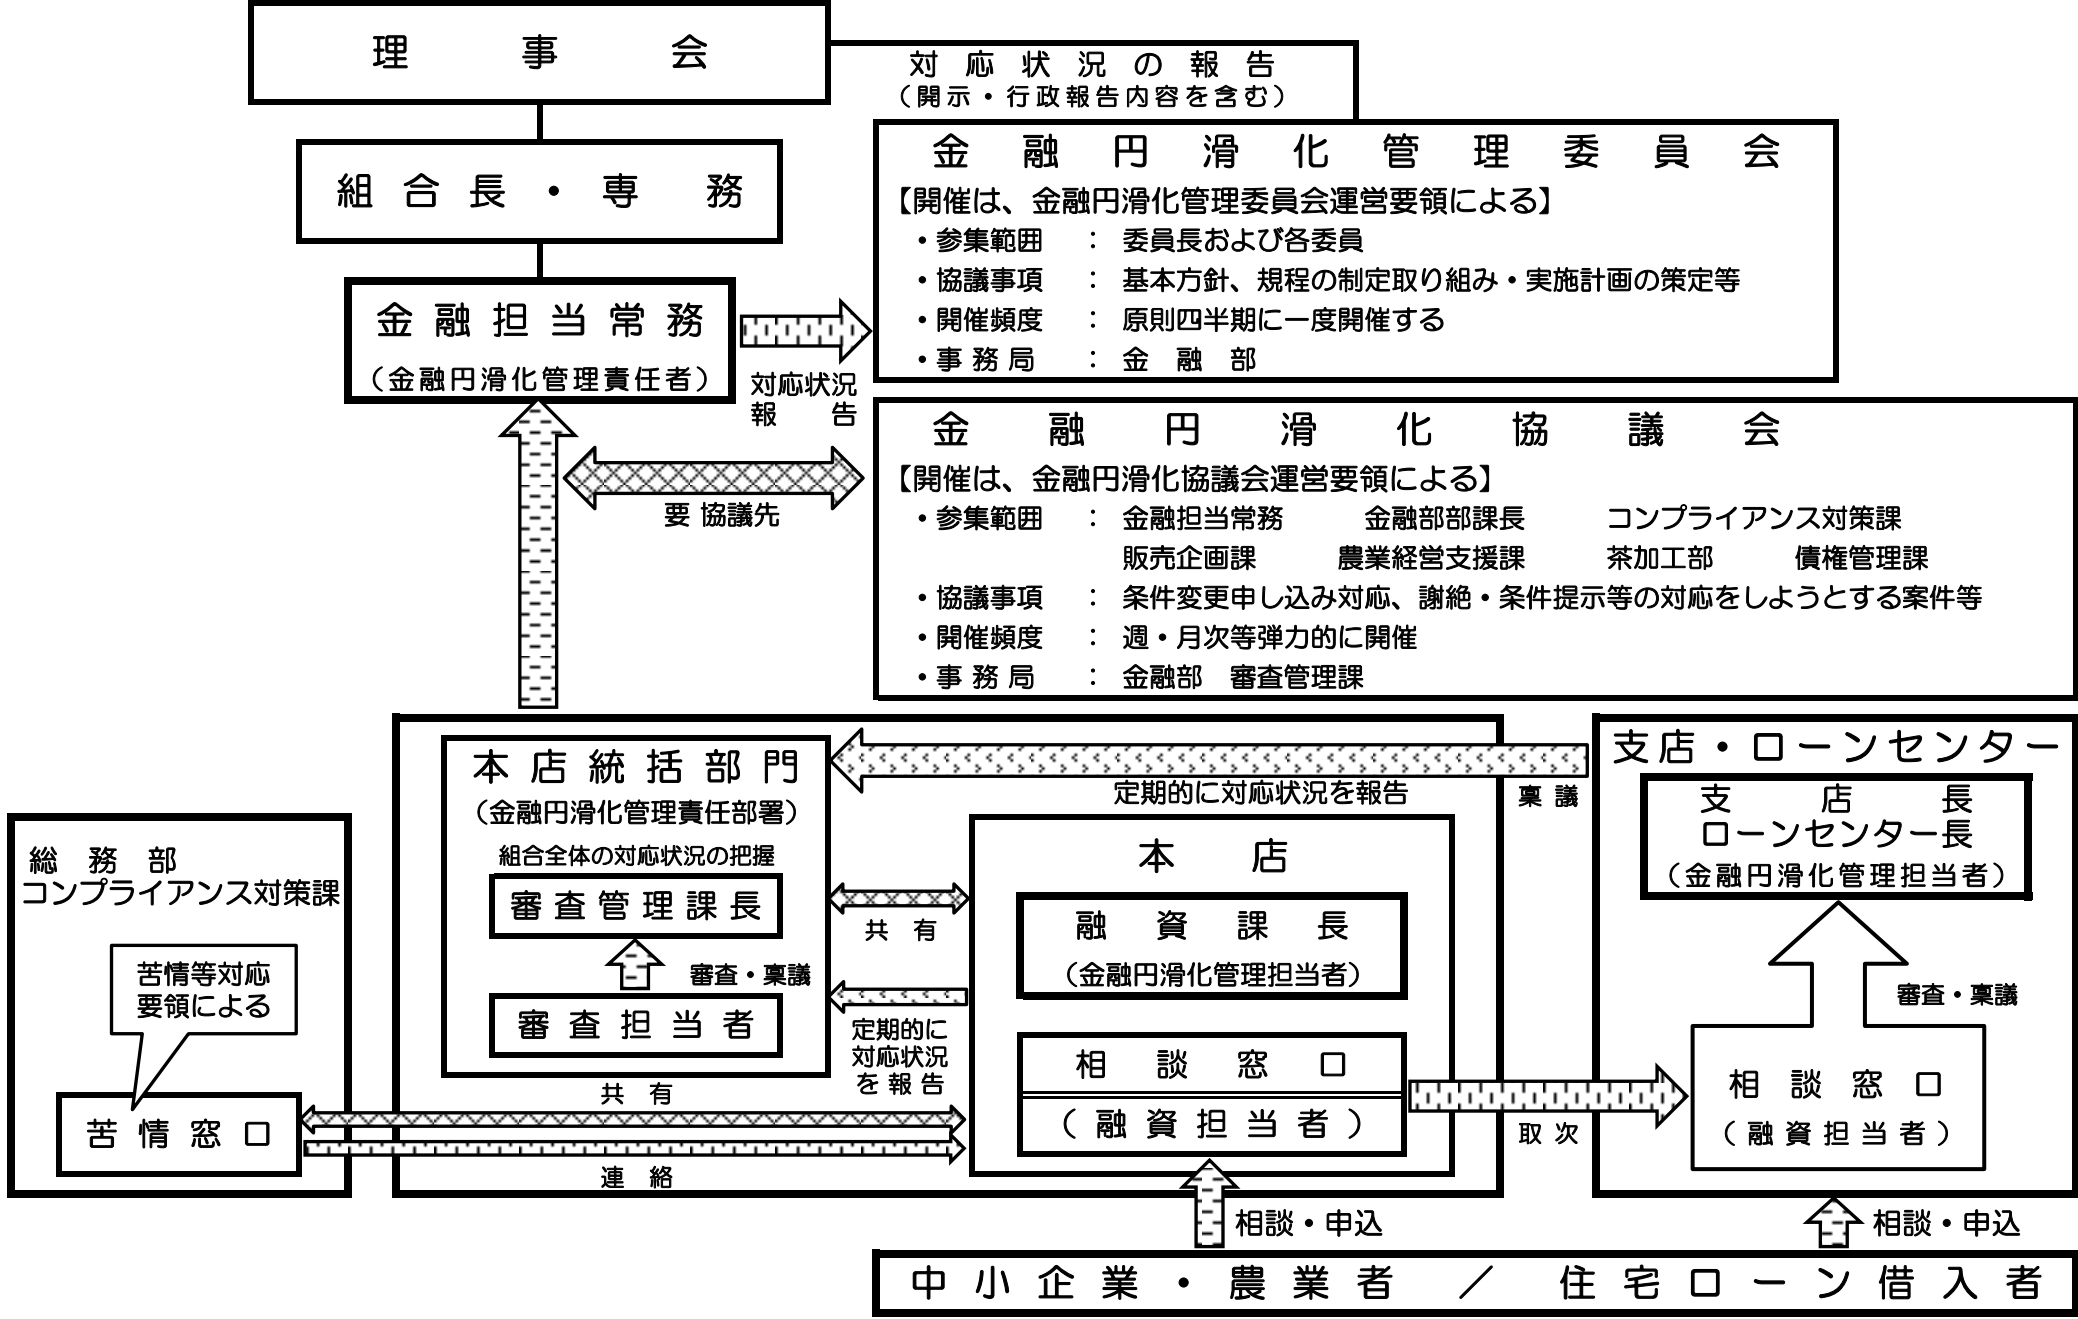 理事会
対応状況の報告
（開示・行政報告内容を含む）
組合長・専務
金融円滑化管理委員会
【開催は、金融円滑化管理委員会運営要領による】
・参集範囲 ： 委員長および各委員
・協議事項 ： 基本方針、規程の制定取り組み・実施計画の策定等
・開催頻度 ： 原則四半期に一度開催する
・事務局 ： 金融部
金融担当常務
（金融円滑化管理責任者）
対応状況
報告
金融円滑化協議会
【開催は、金融円滑化協議会運営要領による】
・参集範囲 ： 金融担当常務 金融部部課長 コンプライアンス対策課
販売企画課 農業経営支援課 茶加工部 債権管理課
・協議事項 ： 条件変更申し込み対応、謝絶・条件提示等の対応をしようとする案件等
・開催頻度 ： 週・月次等弾力的に開催
・事務局 ： 金融部 審査管理課
要 協議先
本店統括部門
（金融円滑化管理責任部署）
組合全体の対応状況の把握
審査管理課長
審査・稟議
審査担当者
定期的に対応状況を報告
稟議
支店・ローンセンター
支店長
ローンセンター長
（金融円滑化管理担当者）
審査・稟議
相談窓口
（融資担当者）
本店
融資課長
（金融円滑化管理担当者）
相談窓口
（融資担当者）
共有
定期的に
対応状況
を報告
総務部
コンプライアンス対策課
苦情等対応
要領による
苦情窓口
共有
連絡
取次
相談・申込
相談・申込
中小企業・農業者 ／ 住宅ローン借入者